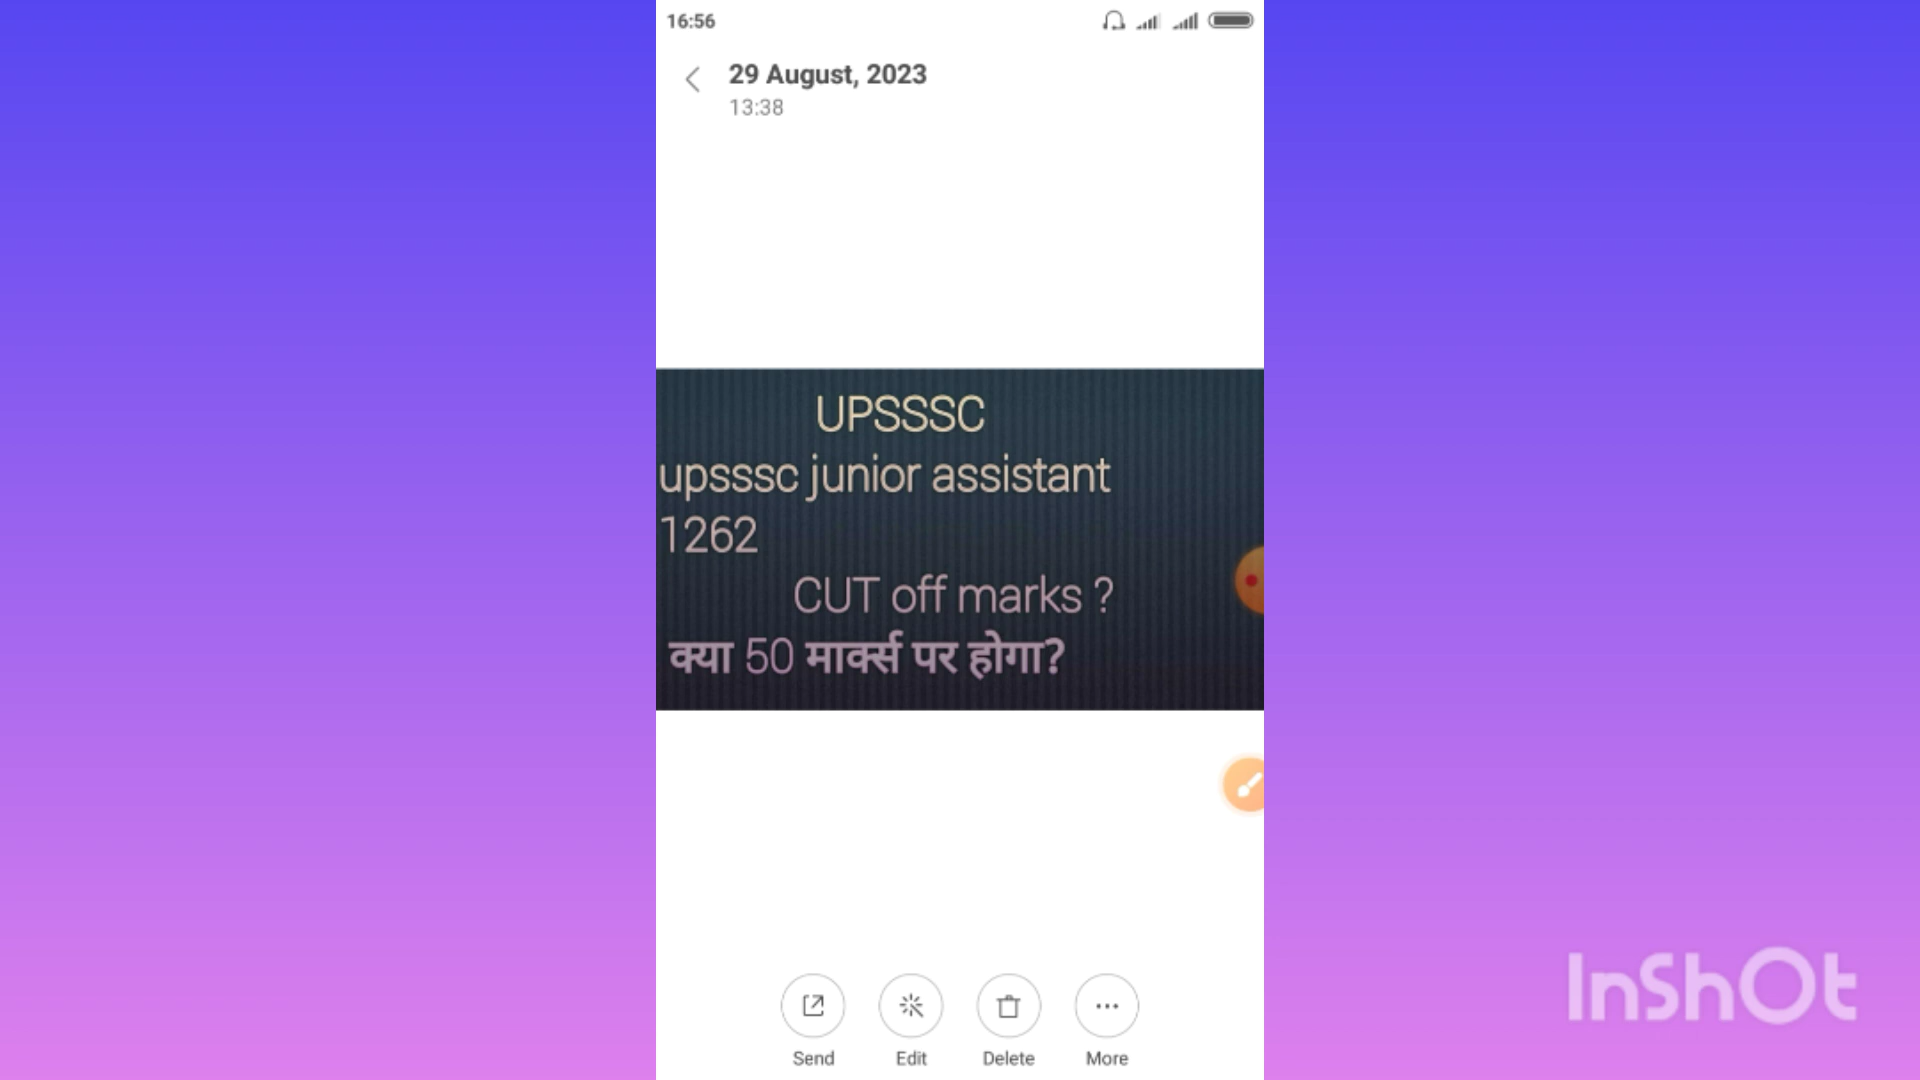 16:56
29 August, 2023
13:38
UPSSSC
upsssc junior assistant
1262
CUT off marks ?
क्या 50 मार्क्स पर होगा?
Send Edit Delete More
InShOt